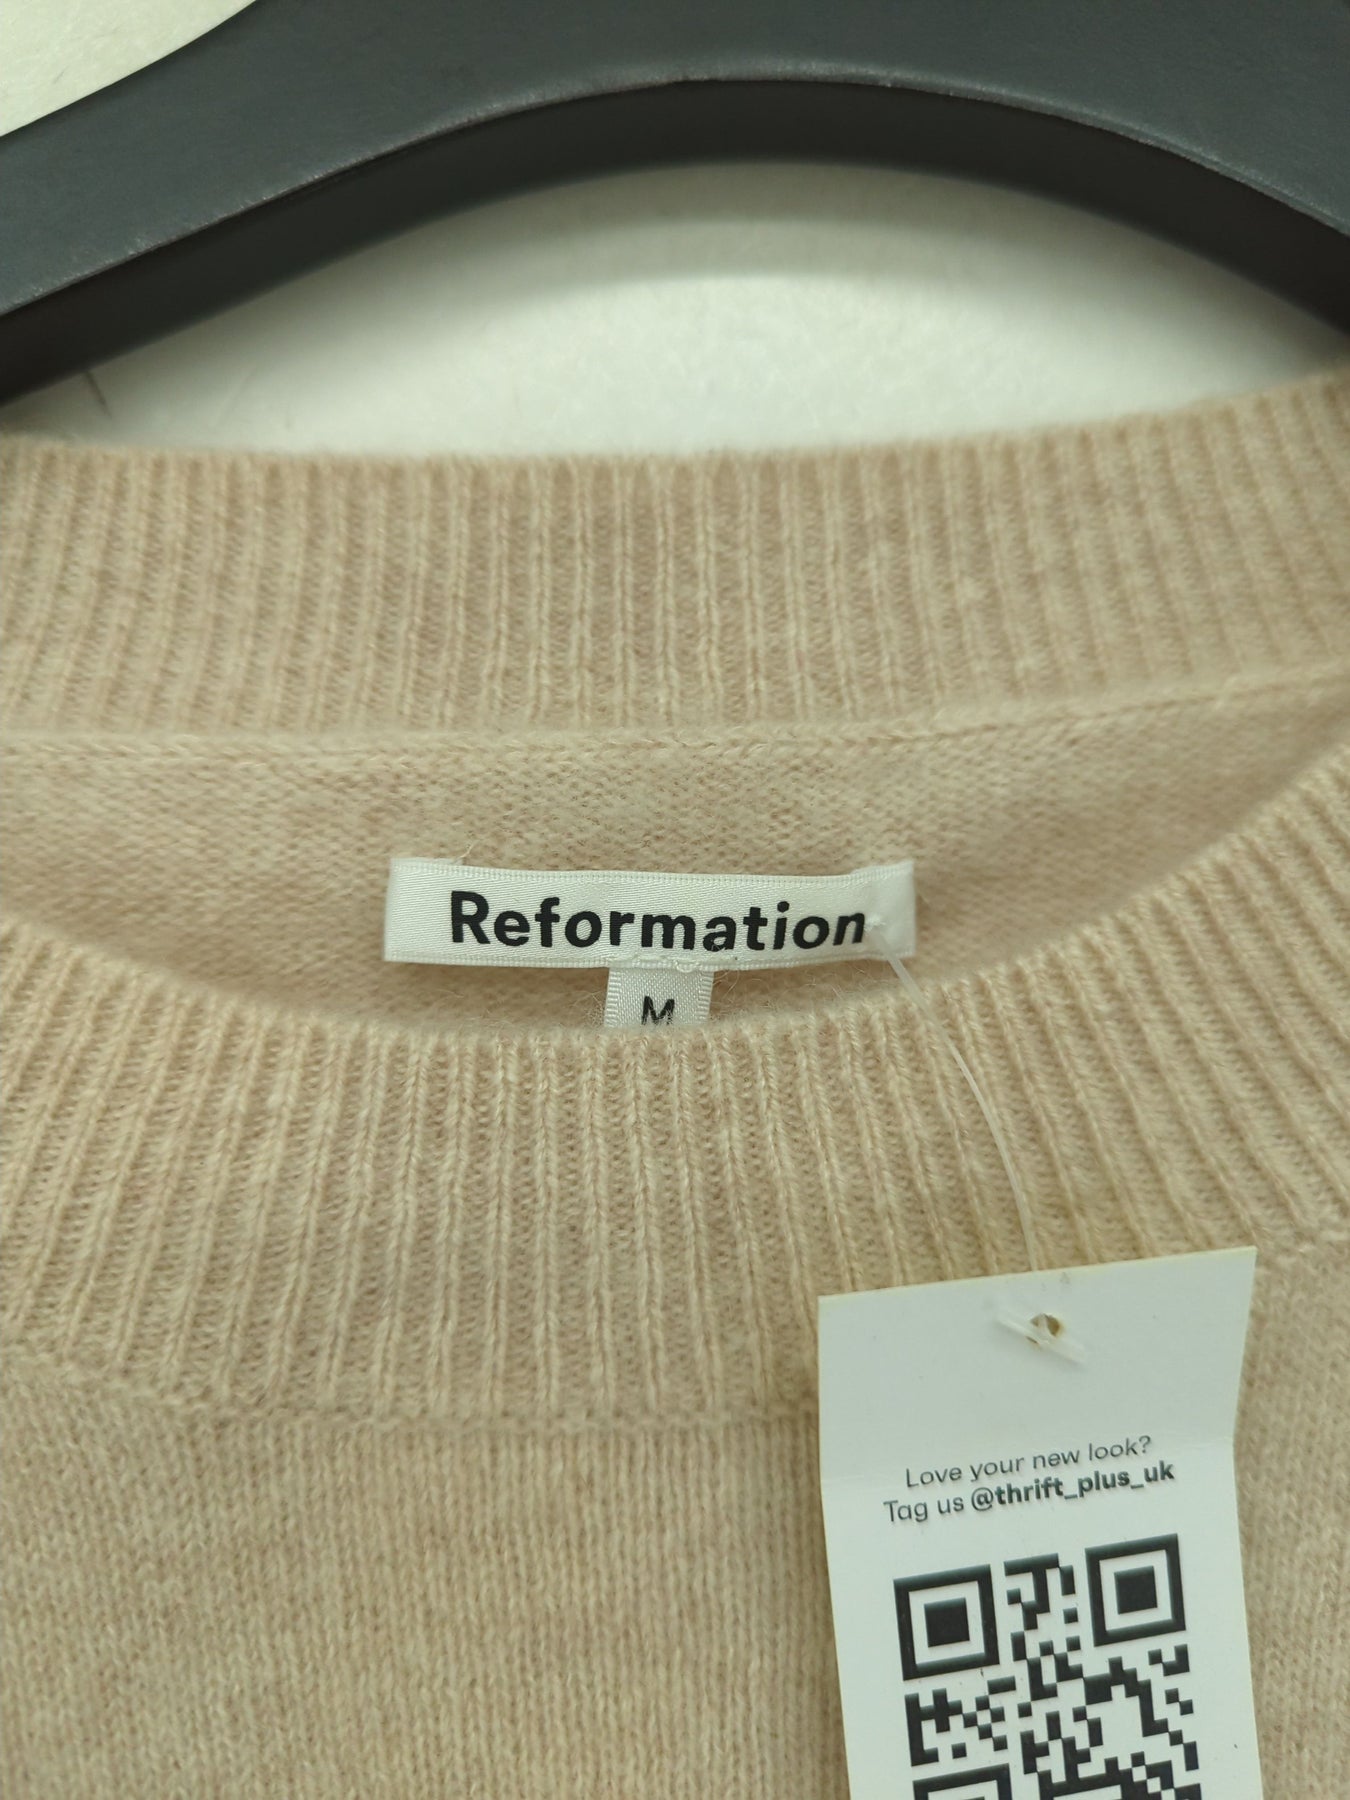 Reformation
M
Love your new look?
Tag us @thrift_plus_uk